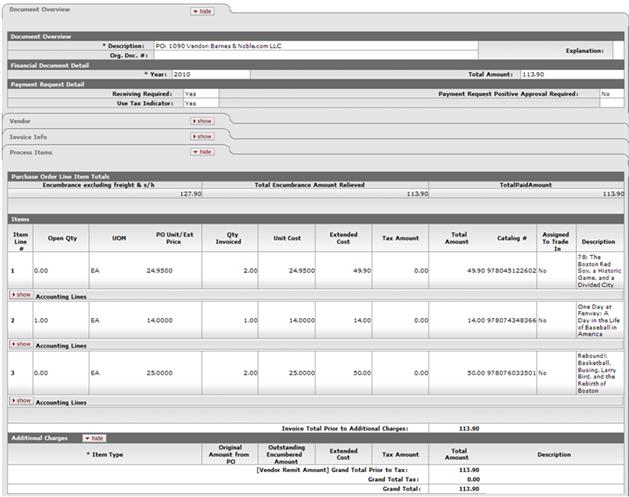 Document Overview hide
Document Overview
* Description: PO: 1090 Vendon Barnes & Noble.com LLC
Explanation:
Org. Doc. #:
Financial Document Detail
* Year: 2010 Total Amount: 113.90
Payment Request Detail
Receiving Required: Yes Payment Request Positive Approval Required: No
Use Tax Indicator: Yes
Vendor show
Invoice Info show
Process Items hide
Purchase Order Line Item Totals
Encumbrance excluding freight & s/h Total Encumbrance Amount Relieved TotalPaidAmount
127.90 113.90 113.90
Items
Item Line # Open Qty UOM PO Unit/Ext Price Qty Invoiced Unit Cost Extended Cost Tax Amount Total Amount Catalog # Assigned To Trade In Description
1 0.00 EA 24.9500 2.00 24.9500 49.90 0.00 49.90 978045122602 No 78: The Boston Red Sox, a Historic Game, and a Divided City
show Accounting Lines
2 1.00 EA 14.0000 1.00 14.0000 14.00 0.00 14.00 978074348366 No One Day at Fenway: A Day in the Life of Baseball in America
show Accounting Lines
3 0.00 EA 25.0000 2.00 25.0000 50.00 0.00 50.00 978076033501 No Rebound!: Basketball, Busing, Larry Bird, and the Rebirth of Boston
show Accounting Lines
Invoice Total Prior to Additional Charges: 113.90
Additional Charges hide
* Item Type Original Amount from PO Outstanding Encumbered Amount Extended Cost Tax Amount Total Amount Description
[Vendor Remit Amount] Grand Total Prior to Tax: 113.90
Grand Total Tax: 0.00
Grand Total: 113.90